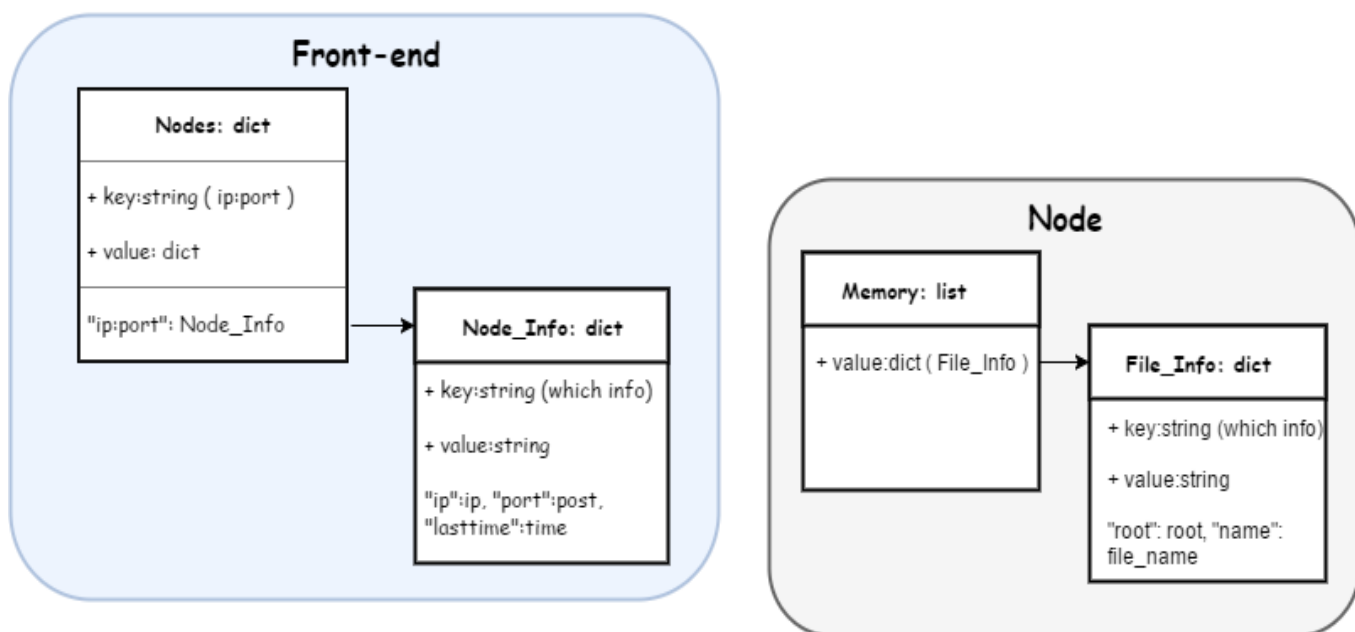 Front-end
Nodes: dict
+ key:string ( ip:port )
+ value: dict
"ip:port": Node_Info
Node_Info: dict
+ key:string (which info)
+ value:string
"ip":ip, "port":post,
"lasttime":time
Node
Memory: list
+ value:dict ( File_Info )
File_Info: dict
+ key:string (which info)
+ value:string
"root": root, "name":
file_name